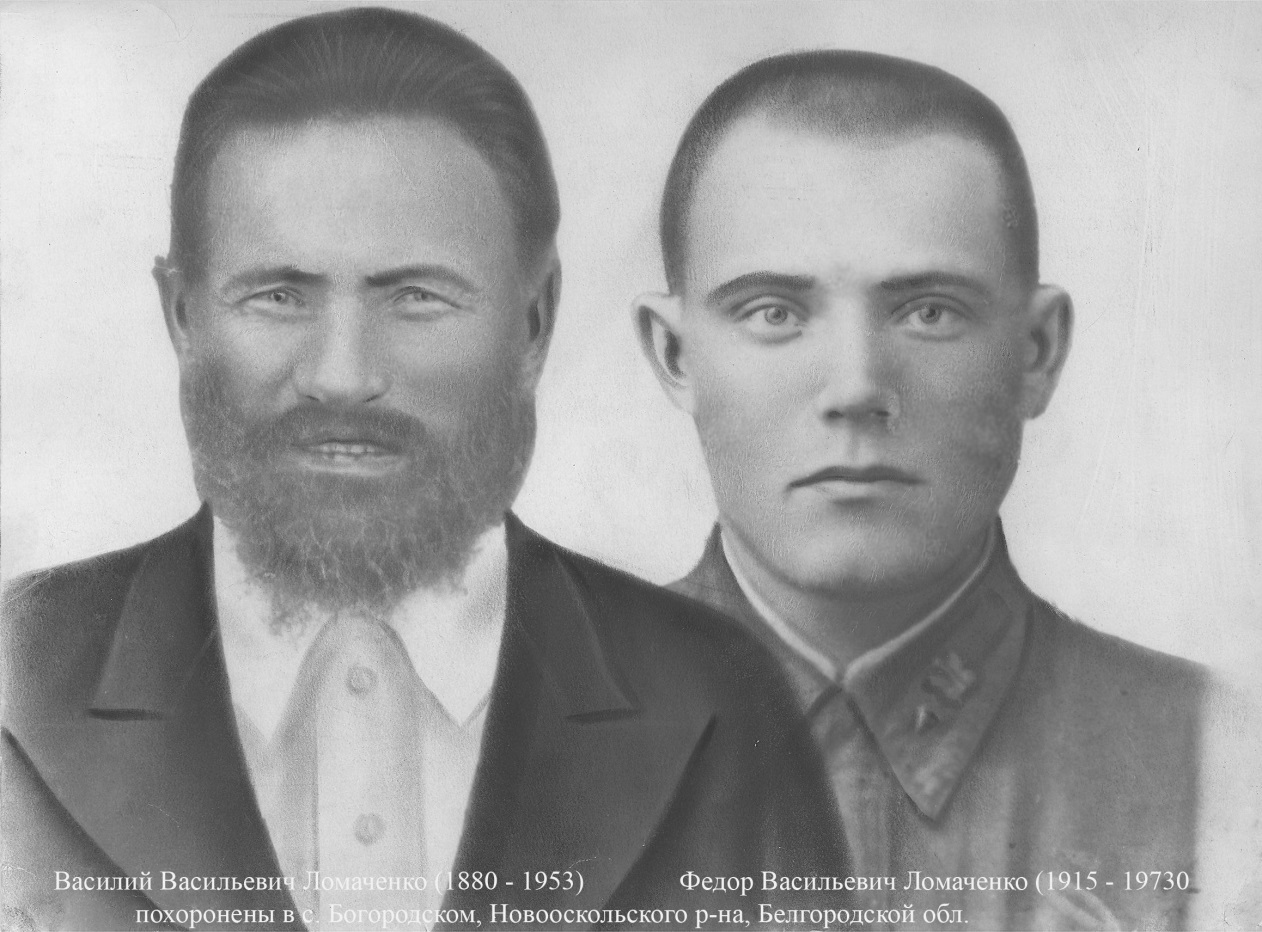 Василий Васильевич Ломаченко (1880 - 1953) Федор Васильевич Ломаченко (1915 - 19730
похоронены в с. Богородском, Новооскольского р-на, Белгородской обл.